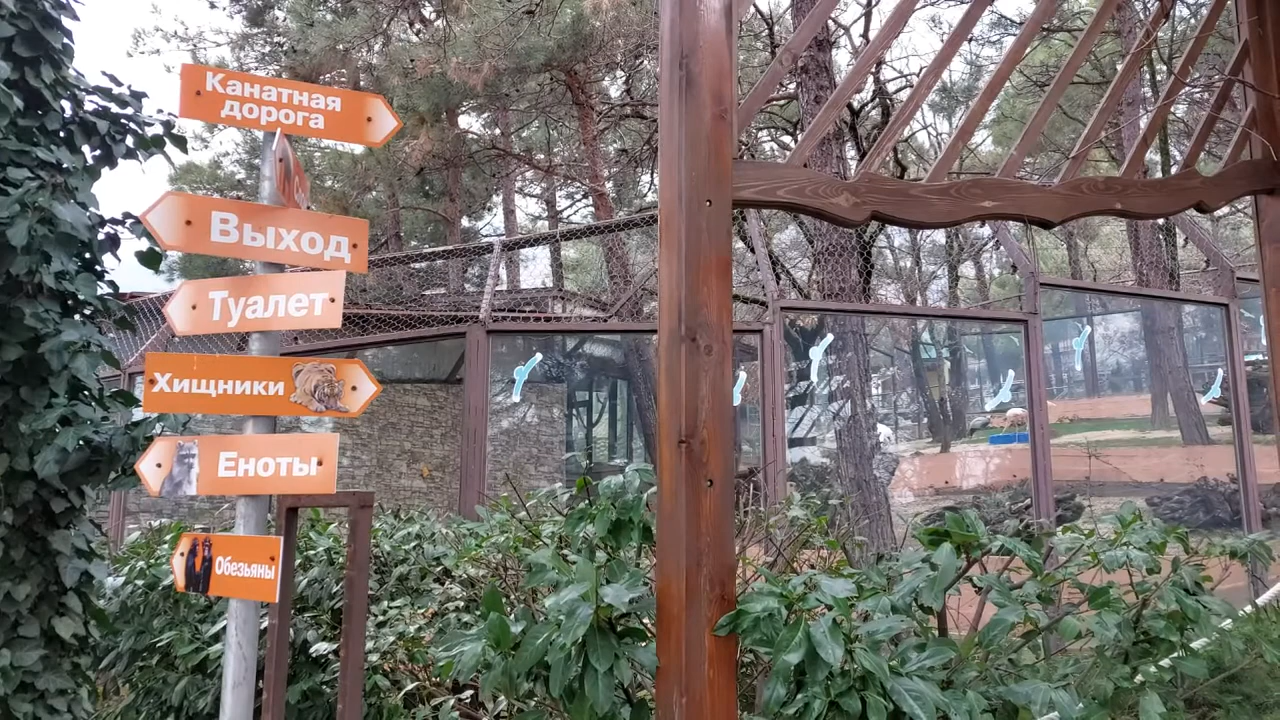 Канатная
дорога
Выход
Туалет
Хищники
Еноты
Обезьяны